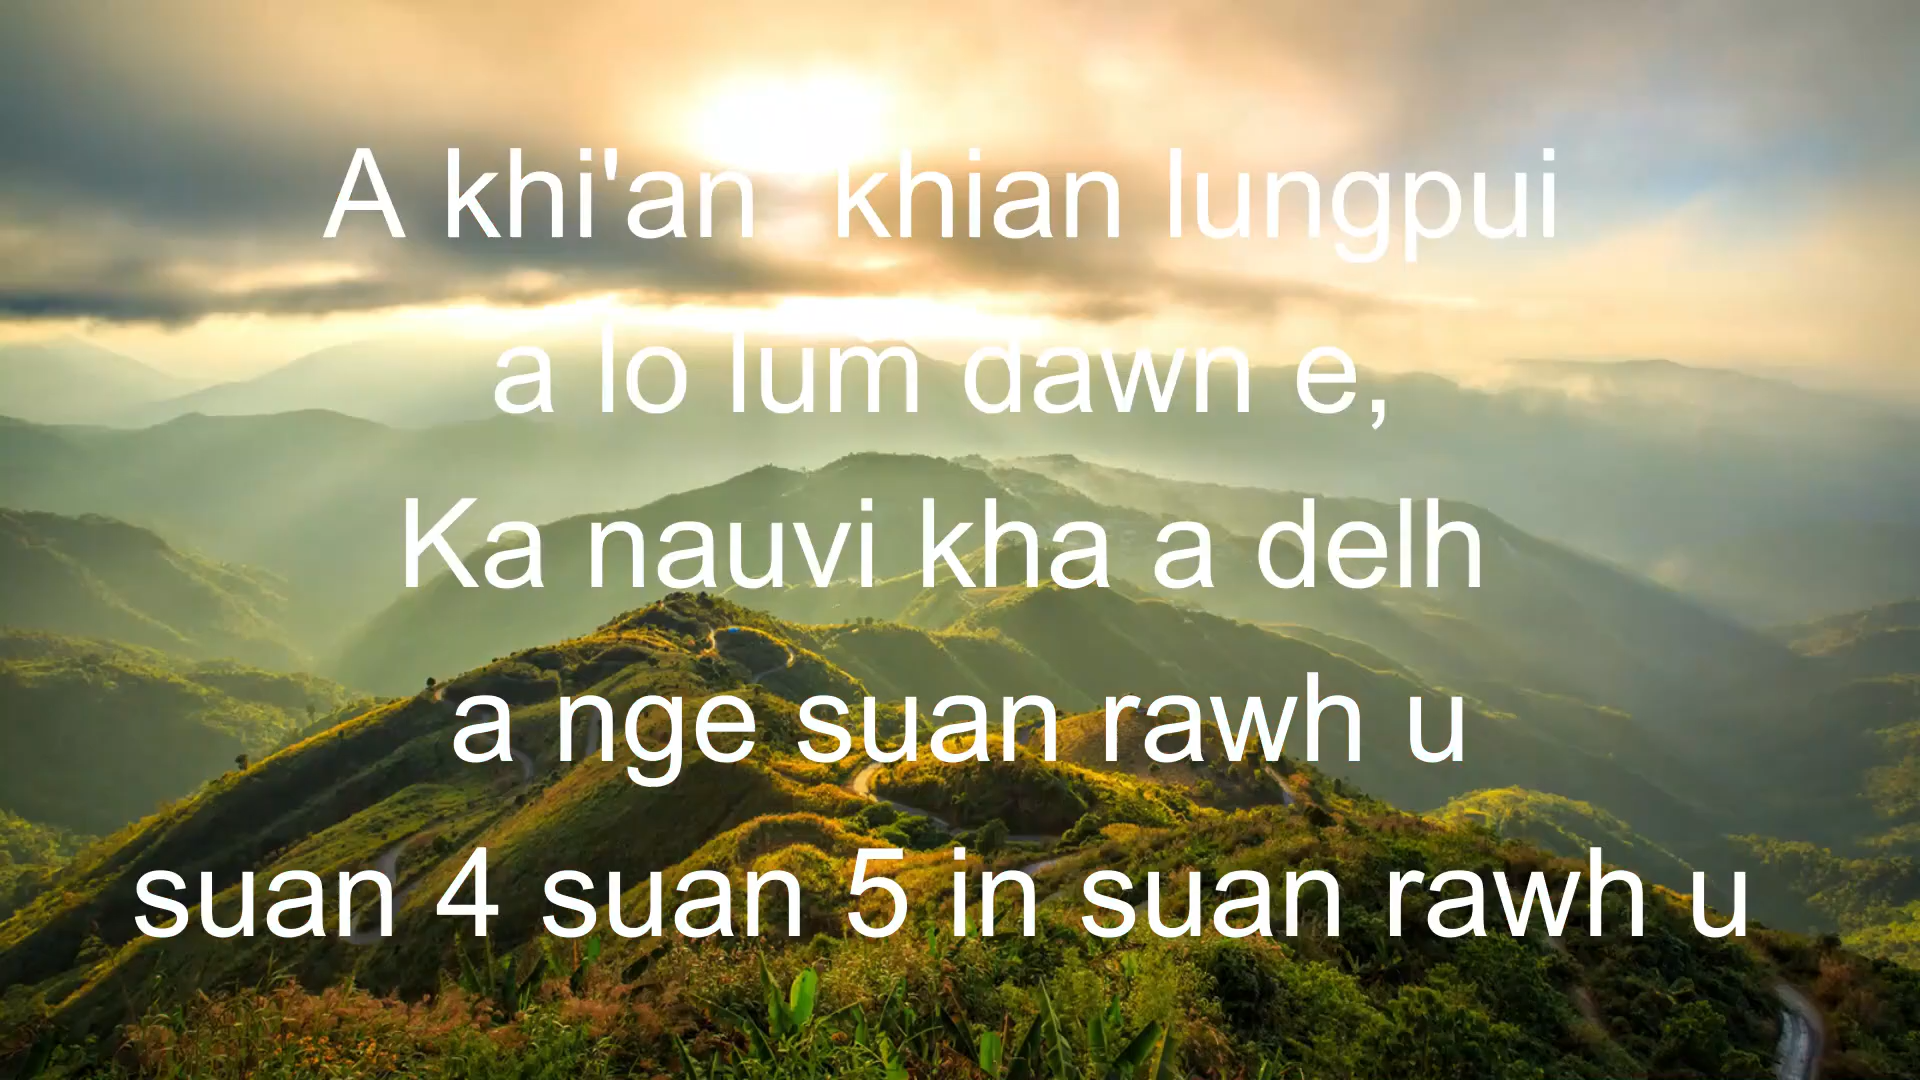 A khi'an  khian lungpui
a lo lum dawn e,
Ka nauvi kha a delh
a nge suan rawh u
suan 4 suan 5 in suan rawh u